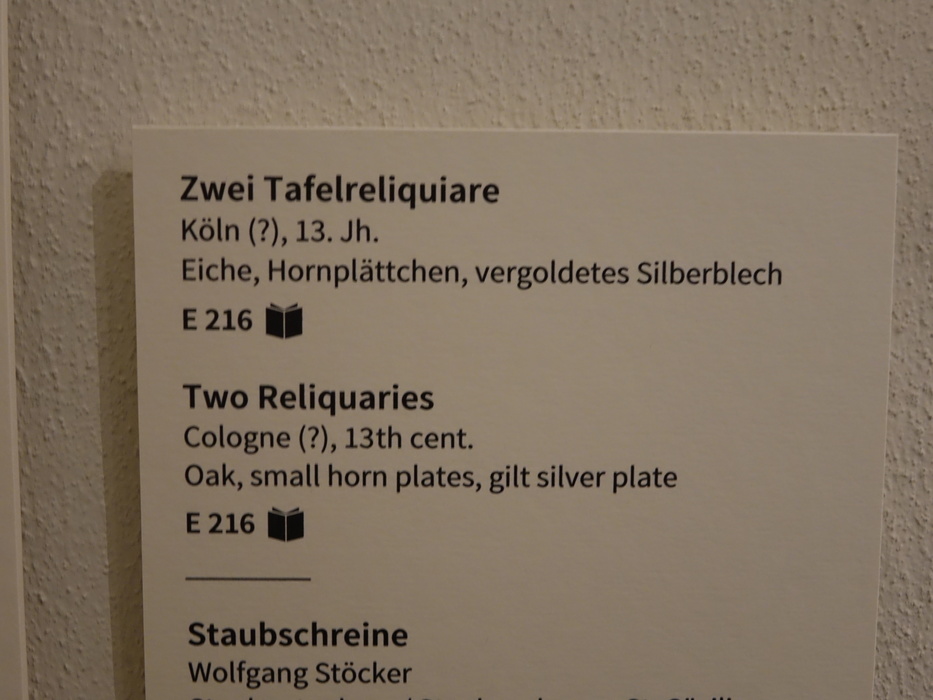 Zwei Tafelreliquiare
Köln (?), 13. Jh.
Eiche, Hornplättchen, vergoldetes Silberblech
E 216
Two Reliquaries
Cologne (?), 13th cent.
Oak, small horn plates, gilt silver plate
E 216
Staubschreine
Wolfgang Stöcker